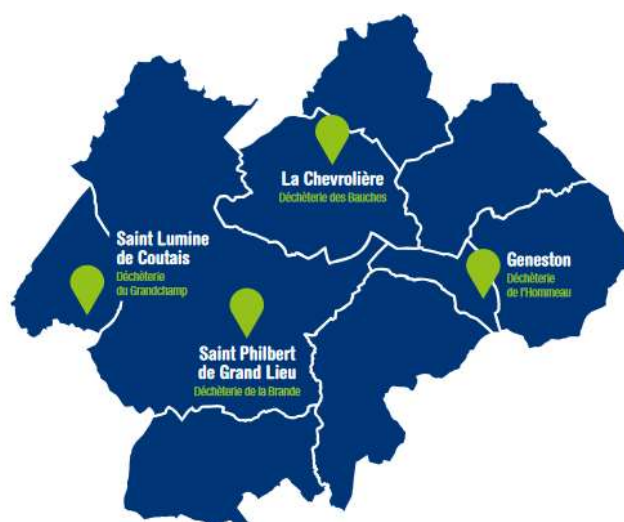 La Chevrolière
Déchèterie des Bauches
Saint Lumine
de Coutais
Déchèterie
du Grandchamp
Geneston
Déchèterie
de l'Hommeau
Saint Philbert
de Grand Lieu
Déchèterie de la Brande